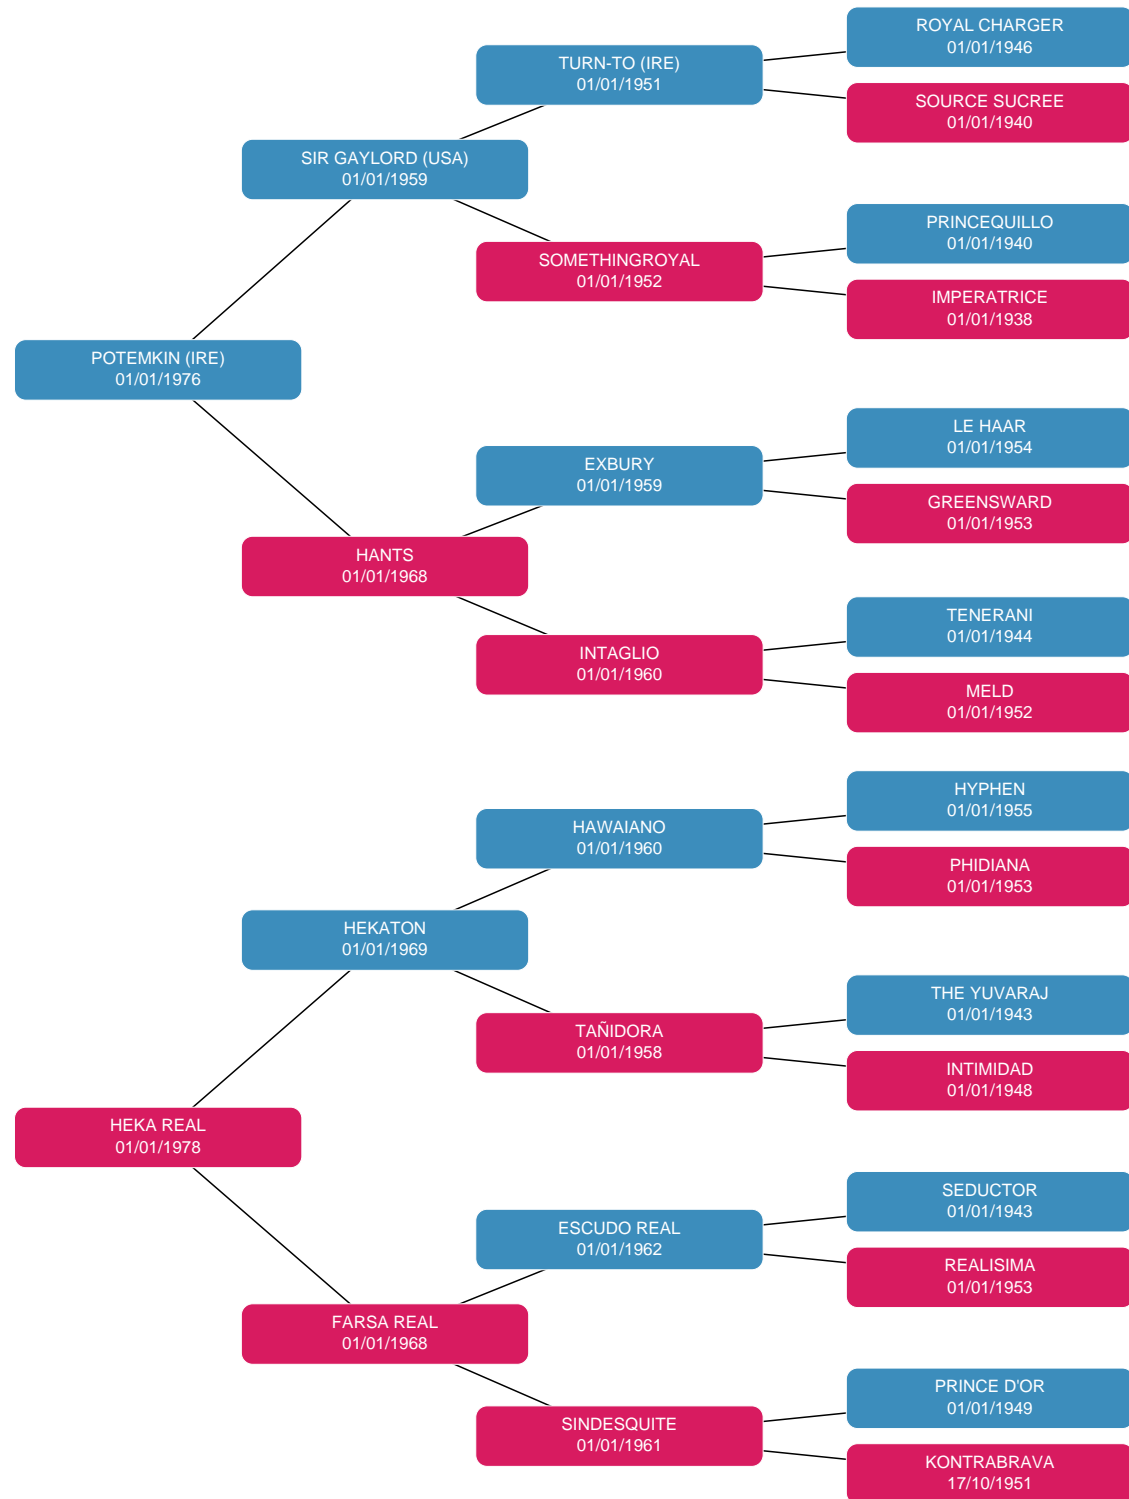 ROYAL CHARGER
01/01/1946
TURN-TO (IRE)
01/01/1951
SOURCE SUCREE
01/01/1940
SIR GAYLORD (USA)
01/01/1959
PRINCEQUILLO
01/01/1940
SOMETHINGROYAL
01/01/1952
IMPERATRICE
01/01/1938
POTEMKIN (IRE)
01/01/1976
LE HAAR
01/01/1954
EXBURY
01/01/1959
GREENSWARD
01/01/1953
HANTS
01/01/1968
TENERANI
01/01/1944
INTAGLIO
01/01/1960
MELD
01/01/1952
HYPHEN
01/01/1955
HAWAIANO
01/01/1960
PHIDIANA
01/01/1953
HEKATON
01/01/1969
THE YUVARAJ
01/01/1943
TAÑIDORA
01/01/1958
INTIMIDAD
01/01/1948
HEKA REAL
01/01/1978
SEDUCTOR
01/01/1943
ESCUDO REAL
01/01/1962
REALISIMA
01/01/1953
FARSA REAL
01/01/1968
PRINCE D'OR
01/01/1949
SINDESQUITE
01/01/1961
KONTRABRAVA
17/10/1951